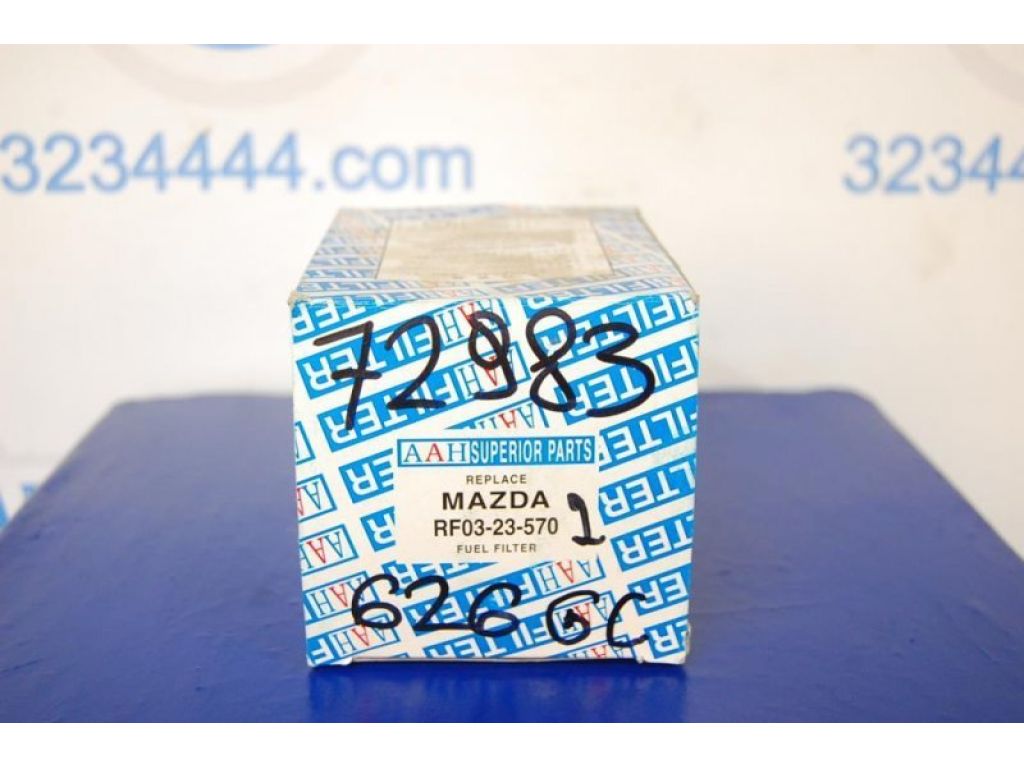 3234444.com
32344
72983
AAH SUPERIOR PARTS
REPLACE
MAZDA
RF03-23-570 1
FUEL FILTER
626 GC